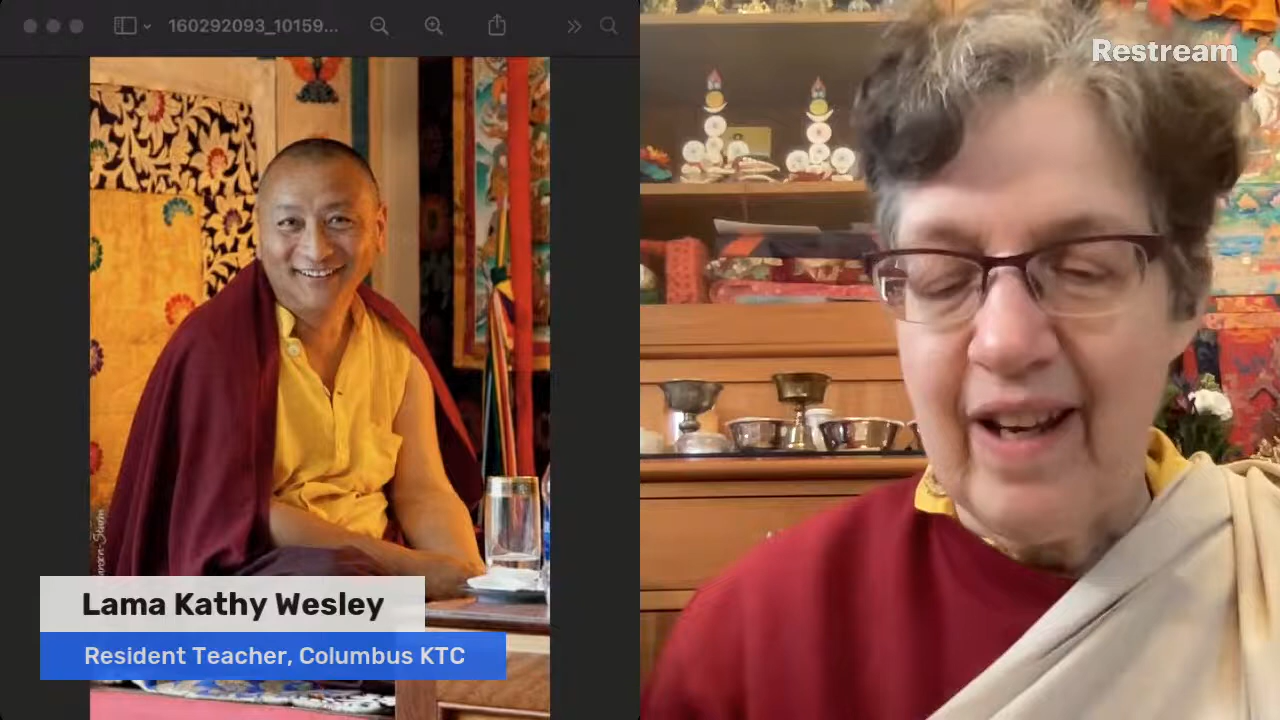 160292093_10159...
Restream
Lama Kathy Wesley
Resident Teacher, Columbus KTC